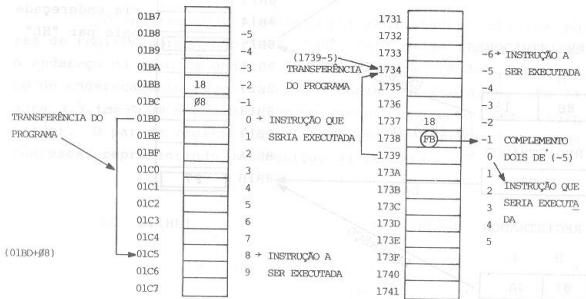 01B7
01B8 -5
01B9 -4
01BA -3
01BB 18 -2
01BC Ø8 -1
TRANSFERÊNCIA DO
PROGRAMA
01BD 0 → INSTRUÇÃO QUE
01BE 1 SERIA EXECUTADA
01BF 2
01C0 3
01C1 4
01C2 5
01C3 6
01C4 7
(01BD+Ø8)
01C5 8 → INSTRUÇÃO A
01C6 9 SER EXECUTADA
01C7
1731
1732
(1739-5)
TRANSFERÊNCIA
DO PROGRAMA
1733 -6 → INSTRUÇÃO A
1734 -5 SER EXECUTADA
1735 -4
1736 -3
1737 18 -2
1738 FB -1 COMPLEMENTO
1739 0 DOIS DE (-5)
173A 1
173B 2 INSTRUÇÃO QUE
173C 3 SERIA EXECUTA
173D 4 DA
173E 5
173F
1740
1741